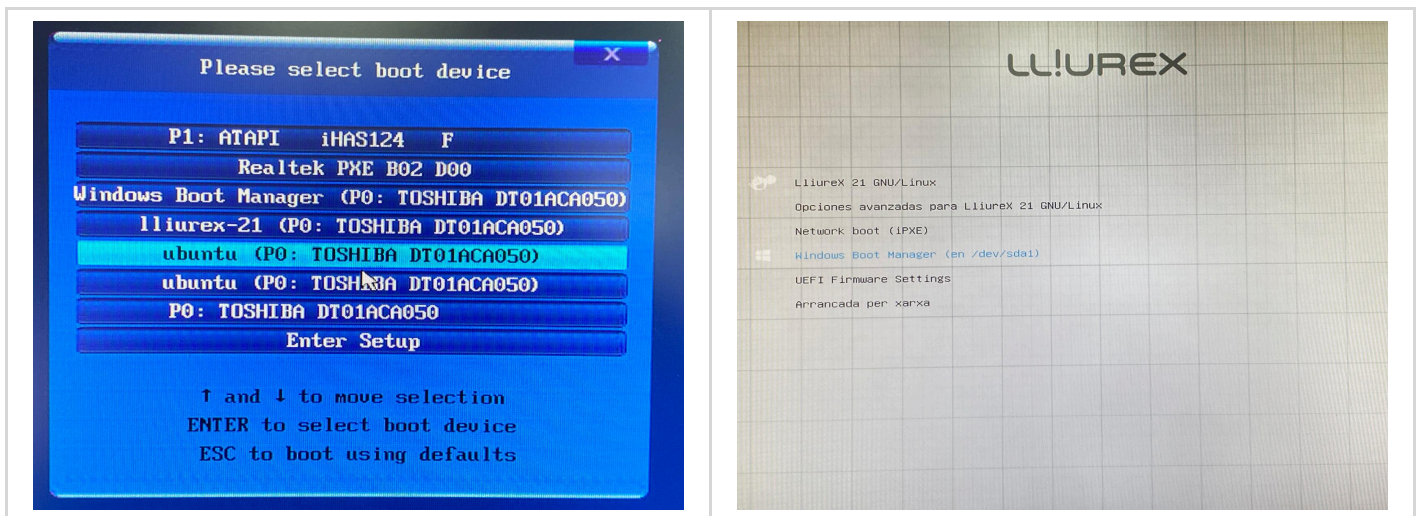 X
Please select boot device
P1: ATAPI iHAS124 F
Realtek PXE B02 D00
Windows Boot Manager (P0: TOSHIBA DT01ACA050)
lliurex-21 (P0: TOSHIBA DT01ACA050)
ubuntu (P0: TOSHIBA DT01ACA050)
ubuntu (P0: TOSHIBA DT01ACA050)
P0: TOSHIBA DT01ACA050
Enter Setup
↑ and ↓ to move selection
ENTER to select boot device
ESC to boot using defaults
LL!UREX
LliureX 21 GNU/Linux
Opciones avanzadas para LliureX 21 GNU/Linux
Network boot (iPXE)
Windows Boot Manager (en /dev/sda1)
UEFI Firmware Settings
Arrancada per xarxa